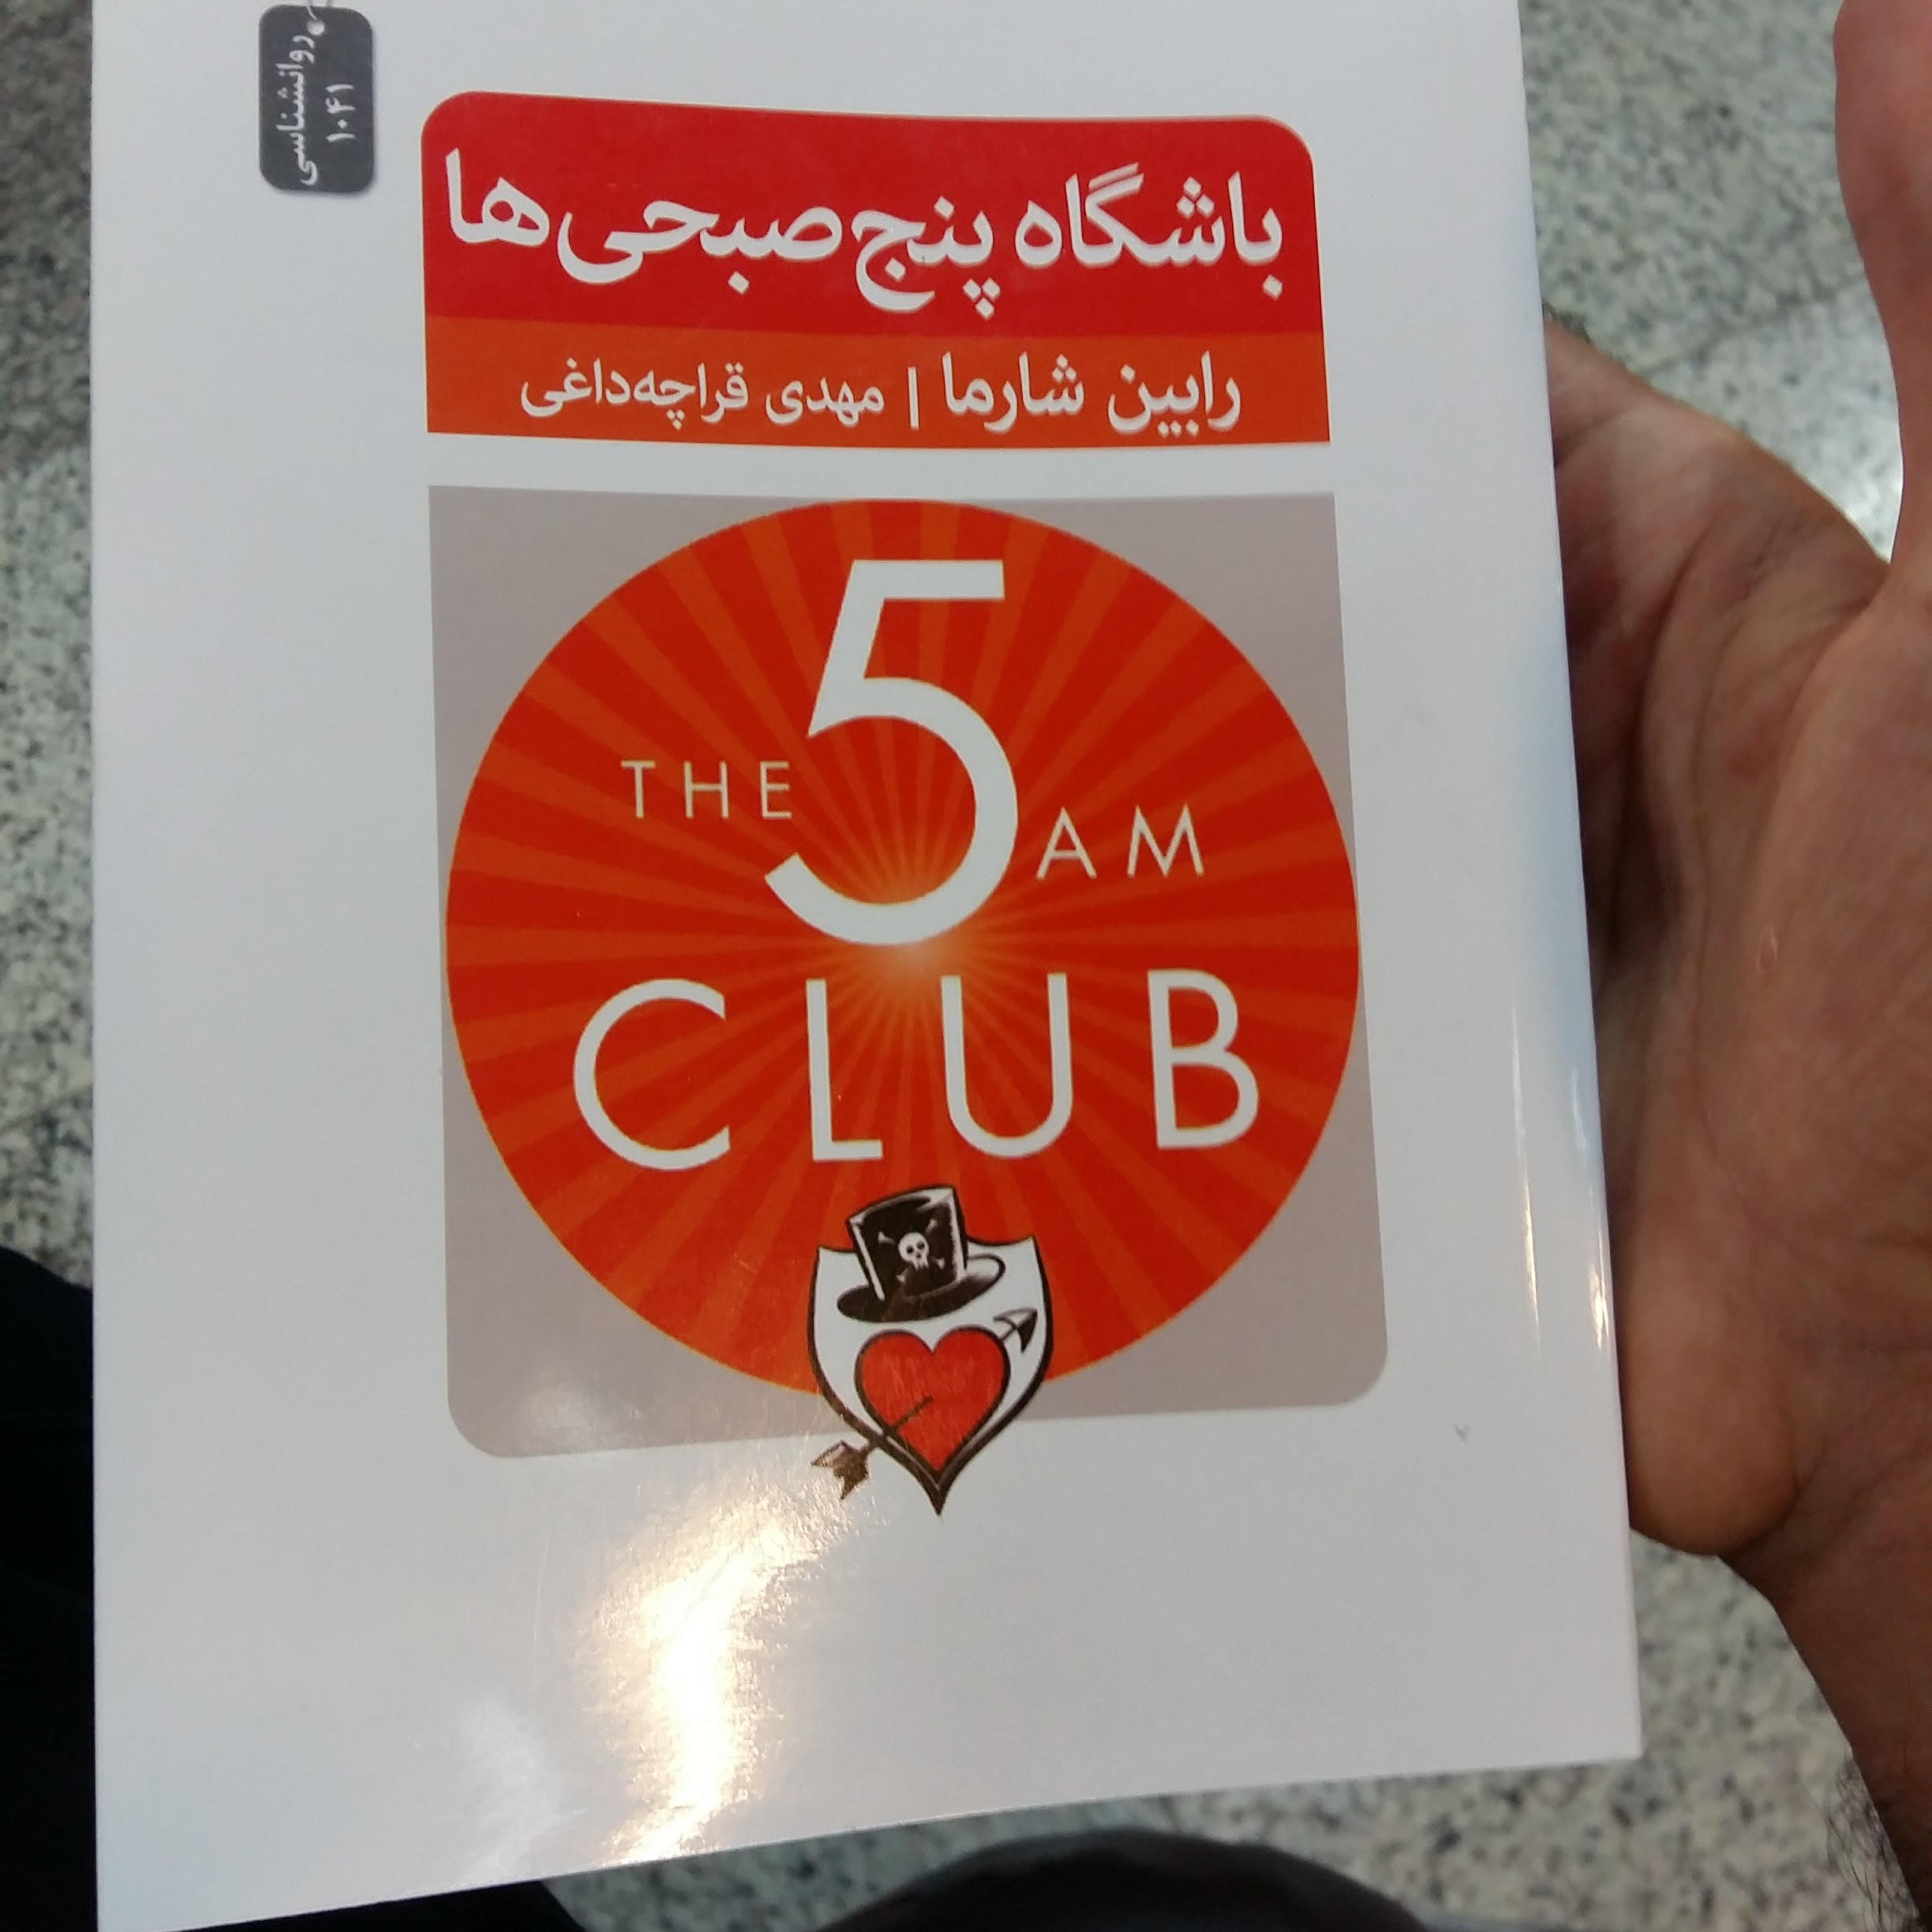 روانشناسی
۱۰۴۱
باشگاه پنج‌صبحی‌ها
رابین شارما | مهدی قراچه‌داغی
THE 5 AM
CLUB